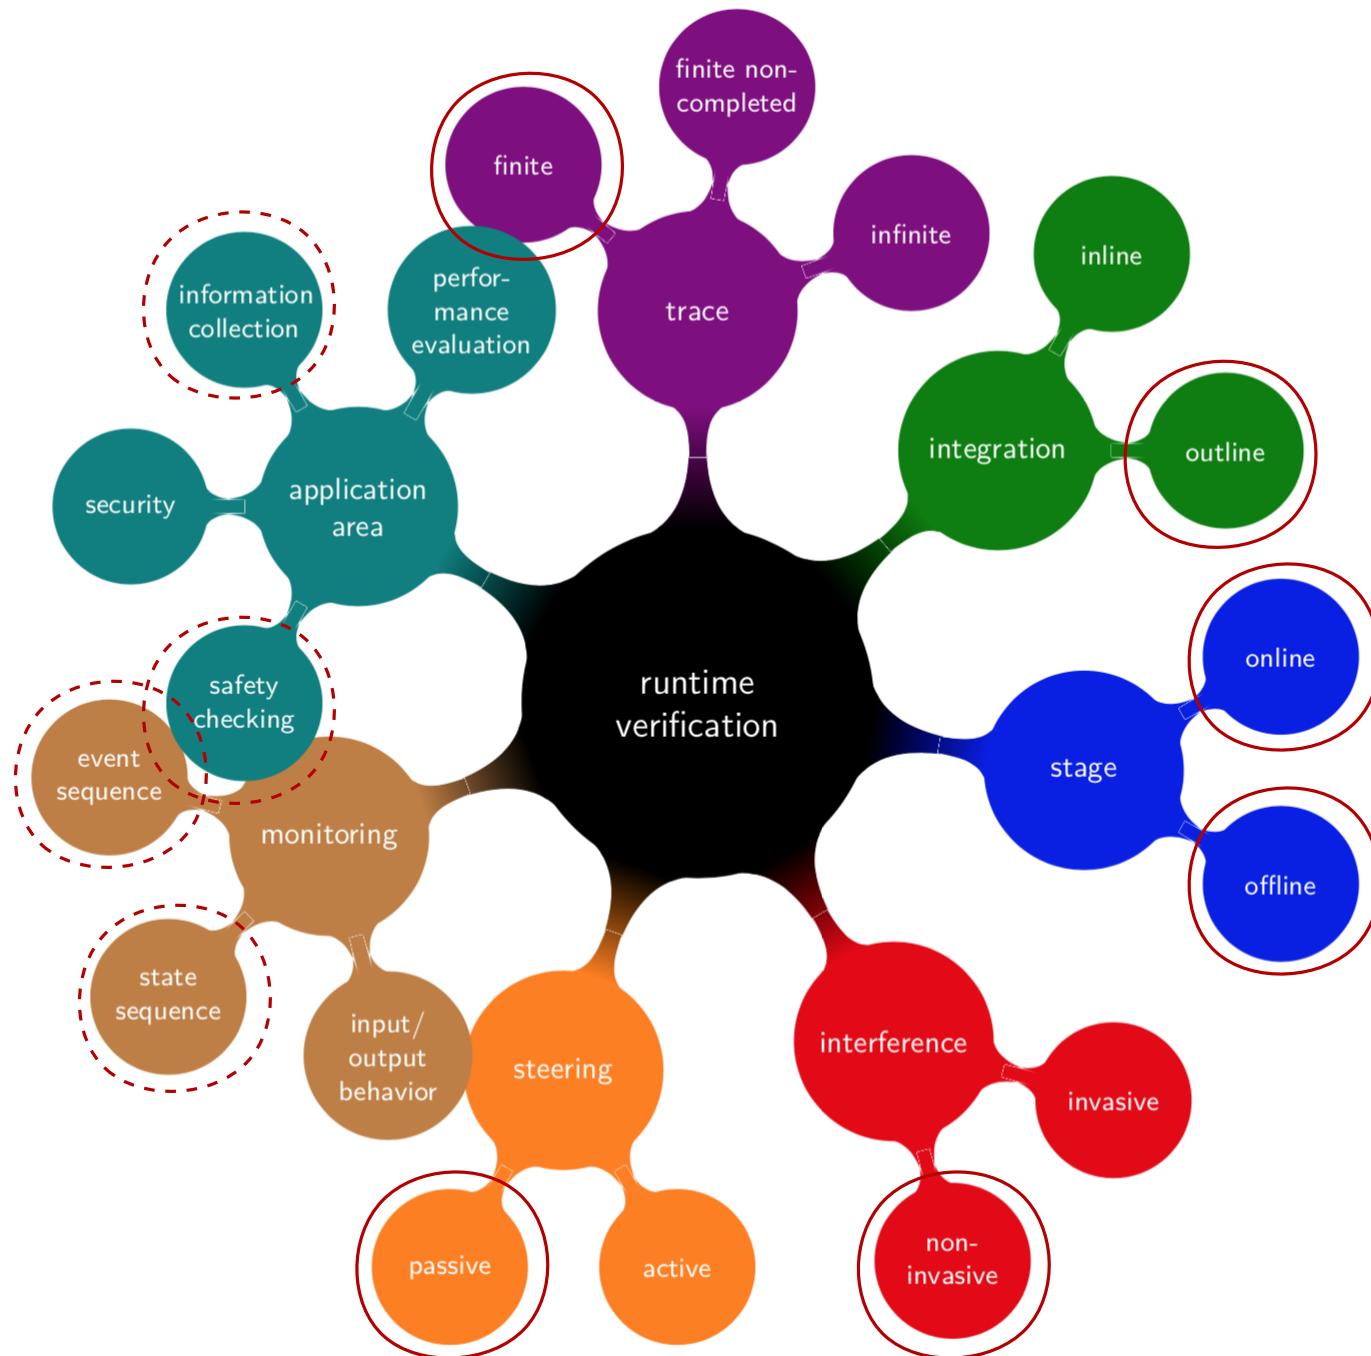 finite non-
completed
finite
infinite
trace
inline
integration
outline
information
collection
perfor-
mance
evaluation
security
application
area
safety
checking
runtime
verification
online
stage
offline
event
sequence
monitoring
state
sequence
input/
output
behavior
steering
passive
active
interference
invasive
non-
invasive